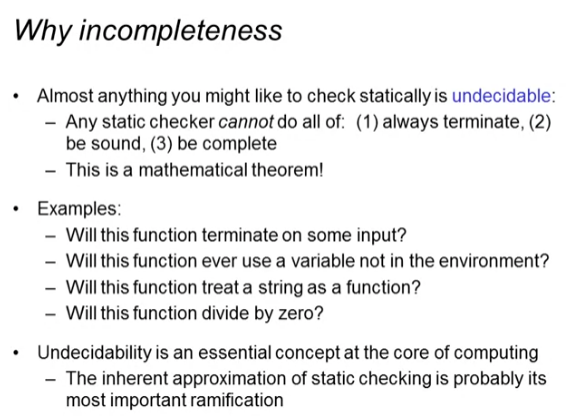 Why incompleteness
• Almost anything you might like to check statically is undecidable:
– Any static checker cannot do all of: (1) always terminate, (2)
be sound, (3) be complete
– This is a mathematical theorem!
• Examples:
– Will this function terminate on some input?
– Will this function ever use a variable not in the environment?
– Will this function treat a string as a function?
– Will this function divide by zero?
• Undecidability is an essential concept at the core of computing
– The inherent approximation of static checking is probably its
most important ramification